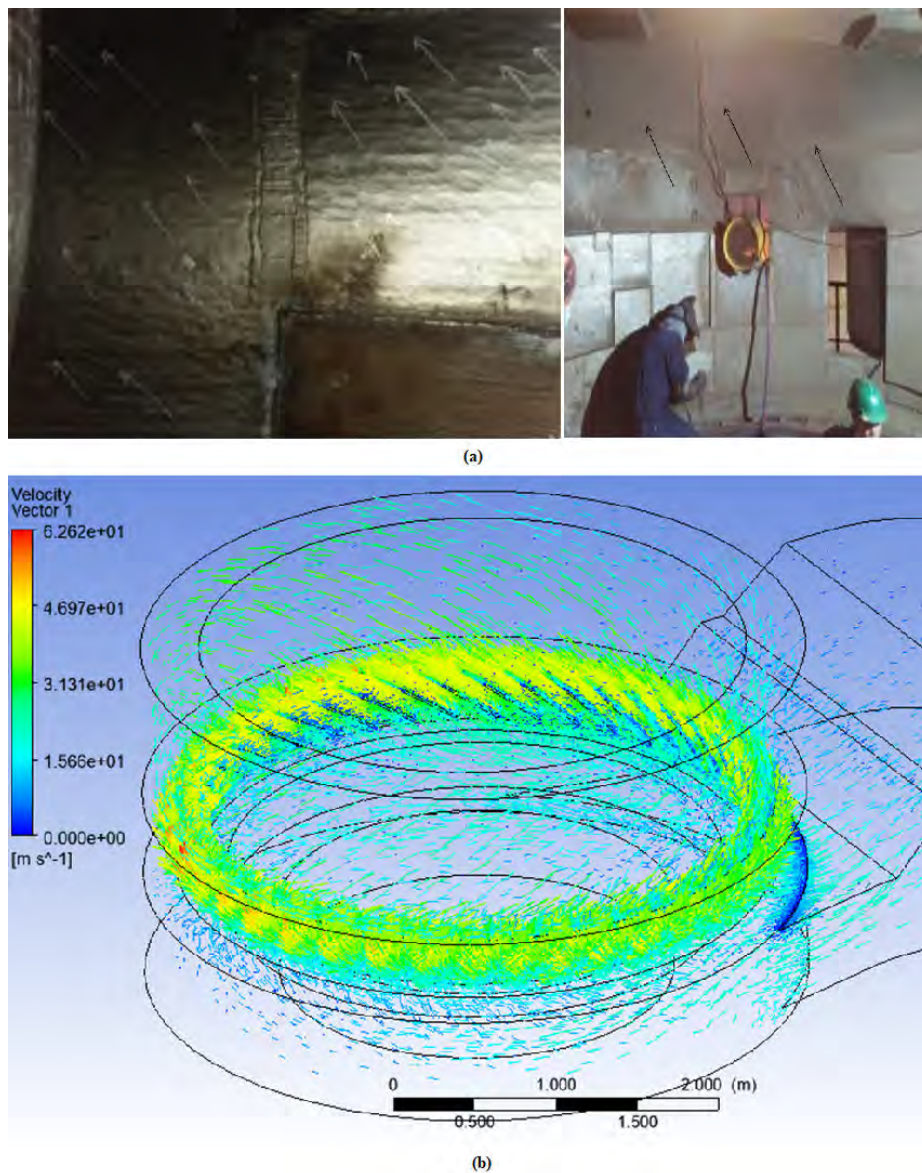 (a)
Velocity
Vector 1
6.262e+01
4.697e+01
3.131e+01
1.566e+01
0.000e+00
[m s^-1]
0 1.000 2.000 (m)
0.500 1.500
(b)